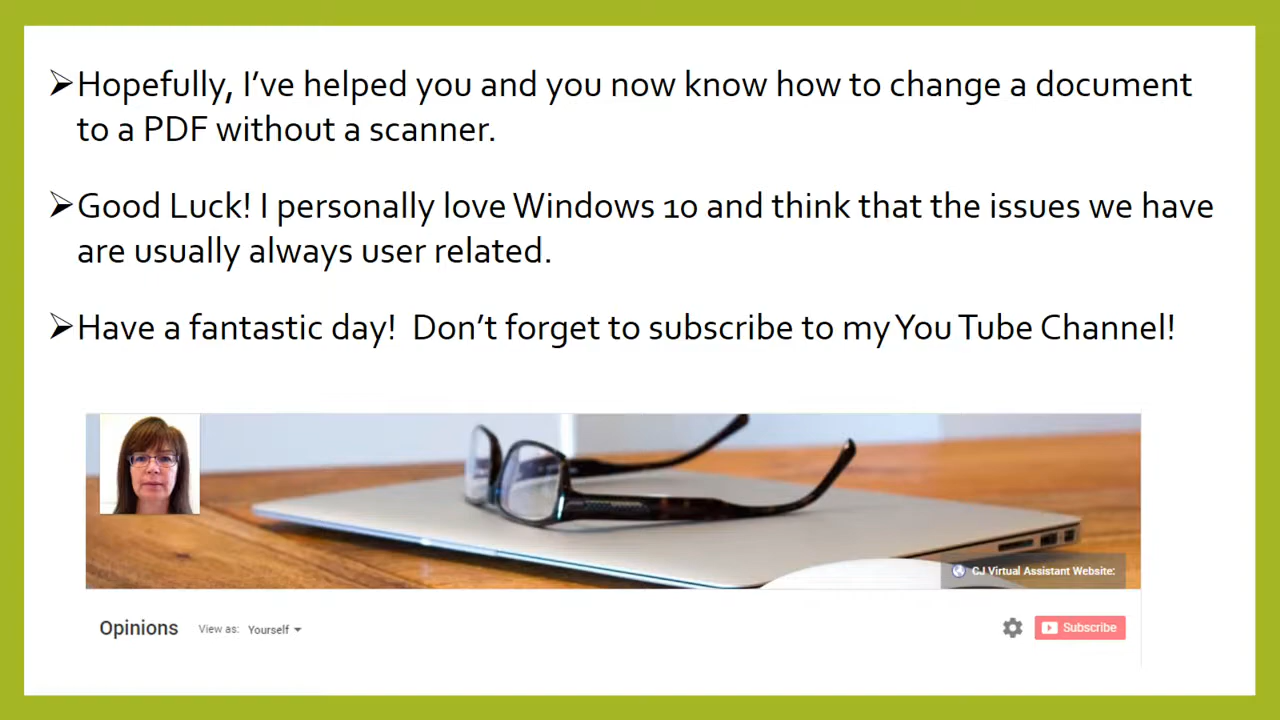 ➢Hopefully, I've helped you and you now know how to change a document
to a PDF without a scanner.
➢Good Luck! I personally love Windows 10 and think that the issues we have
are usually always user related.
➢Have a fantastic day!  Don't forget to subscribe to my You Tube Channel!
CJ Virtual Assistant Website:
Opinions View as: Yourself Subscribe